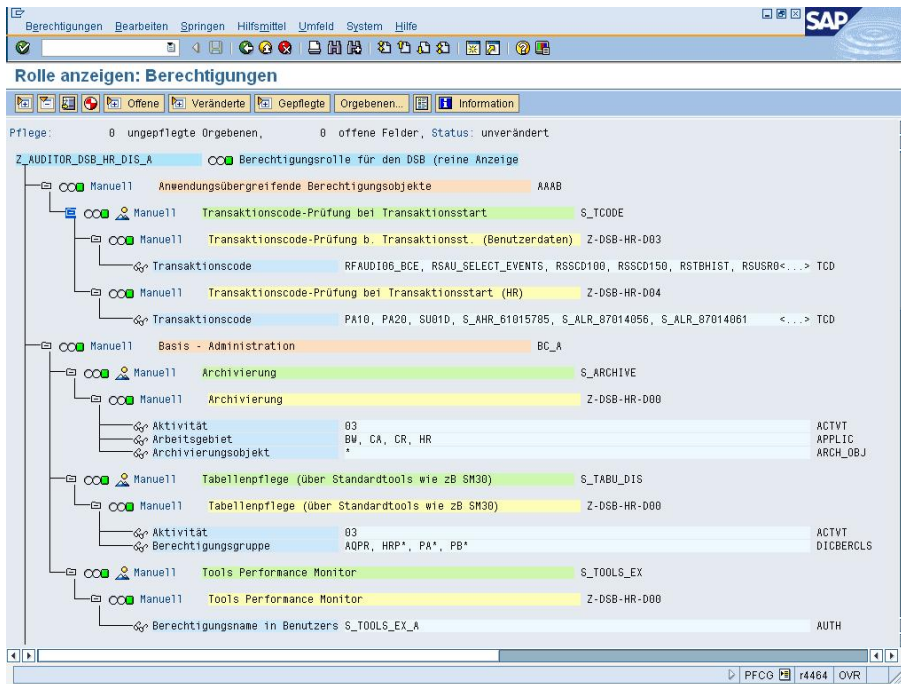 Berechtigungen Bearbeiten Springen Hilfsmittel Umfeld System Hilfe
SAP
Rolle anzeigen: Berechtigungen
Offene Veränderte Gepflegte Orgebenen... Information
Pflege: 0 ungepflegte Orgebenen, 0 offene Felder, Status: unverändert
Z_AUDITOR_DSB_HR_DIS_A Berechtigungsrolle für den DSB (reine Anzeige
Manuell Anwendungsübergreifende Berechtigungsobjekte AAAB
Manuell Transaktionscode-Prüfung bei Transaktionsstart S_TCODE
Manuell Transaktionscode-Prüfung b. Transaktionsst. (Benutzerdaten) Z-DSB-HR-D03
Transaktionscode RFAUDI06_BCE, RSAU_SELECT_EVENTS, RSSCD100, RSSCD150, RSTBHIST, RSUSR0<...> TCD
Manuell Transaktionscode-Prüfung bei Transaktionsstart (HR) Z-DSB-HR-D04
Transaktionscode PA10, PA20, SU01D, S_AHR_61015785, S_ALR_87014056, S_ALR_87014061 <...> TCD
Manuell Basis - Administration BC_A
Manuell Archivierung S_ARCHIVE
Manuell Archivierung Z-DSB-HR-D00
Aktivität 03 ACTVT
Arbeitsgebiet BW, CA, CR, HR APPLIC
Archivierungsobjekt * ARCH_OBJ
Manuell Tabellenpflege (über Standardtools wie zB SM30) S_TABU_DIS
Manuell Tabellenpflege (über Standardtools wie zB SM30) Z-DSB-HR-D00
Aktivität 03 ACTVT
Berechtigungsgruppe AQPR, HRP*, PA*, PB* DICBERCLS
Manuell Tools Performance Monitor S_TOOLS_EX
Manuell Tools Performance Monitor Z-DSB-HR-D00
Berechtigungsname in Benutzers S_TOOLS_EX_A AUTH
PFCG r4464 OVR